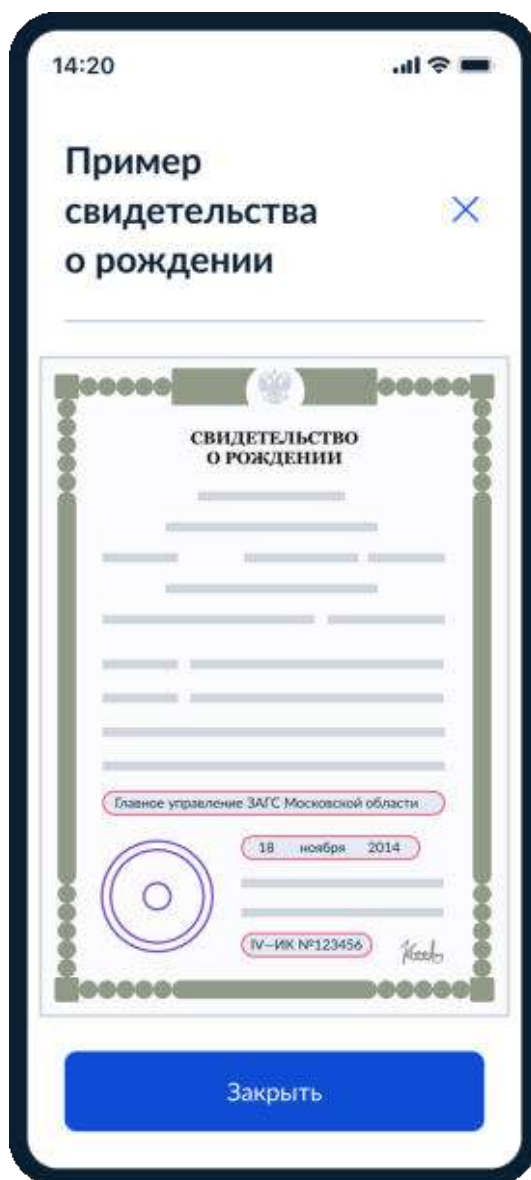 14:20
Пример
свидетельства
о рождении
СВИДЕТЕЛЬСТВО
О РОЖДЕНИИ
Главное управление ЗАГС Московской области
18 ноября 2014
IV–ИК №123456
Закрыть